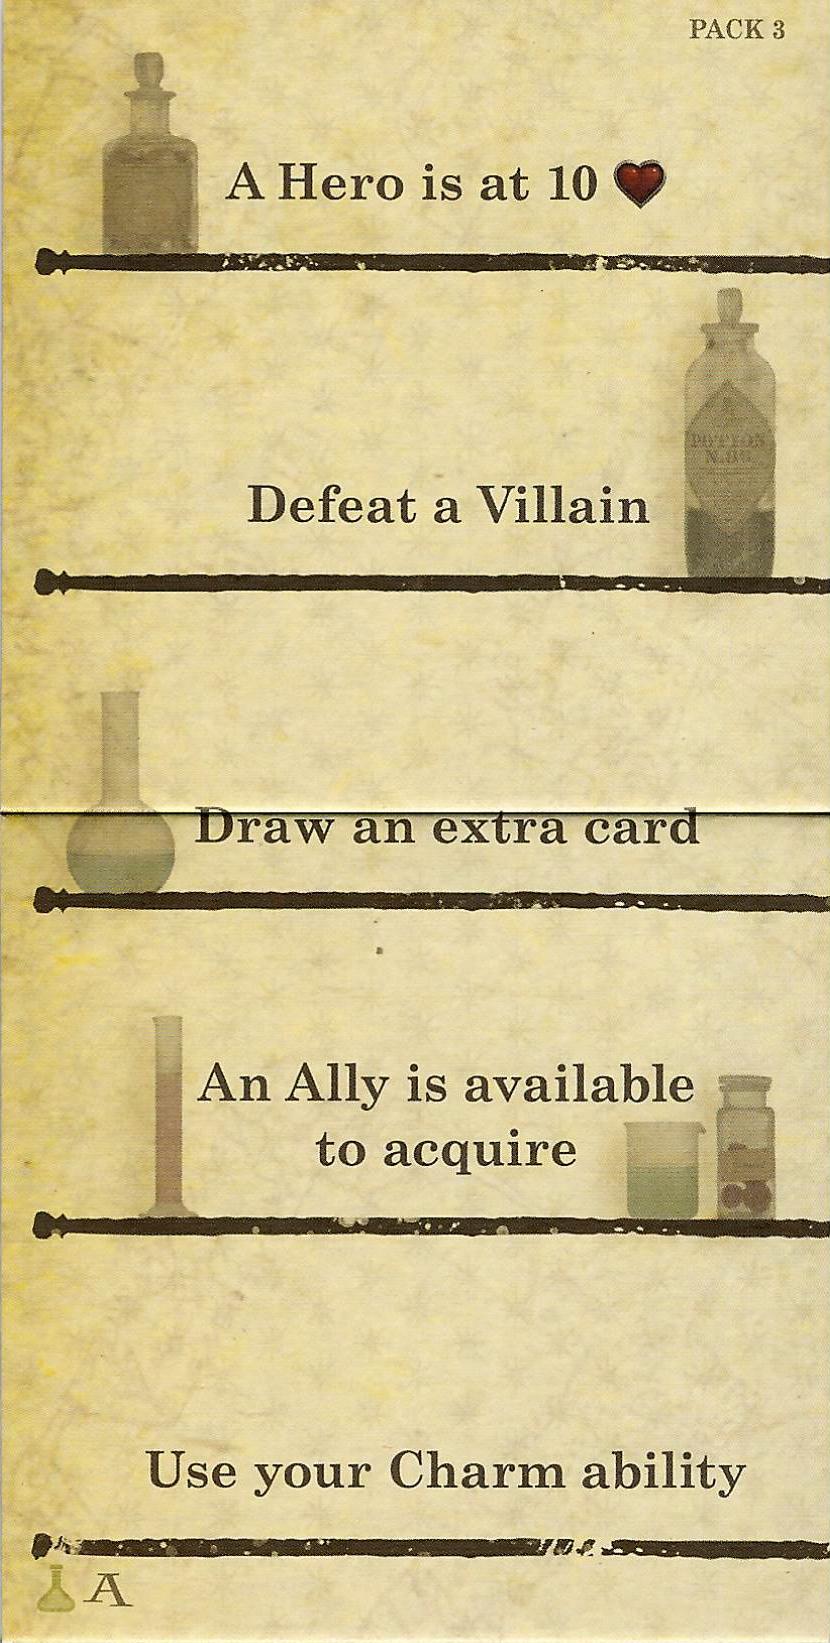 PACK 3
A Hero is at 10
POTION
Defeat a Villain
Draw an extra card
An Ally is available
to acquire
Use your Charm ability
A